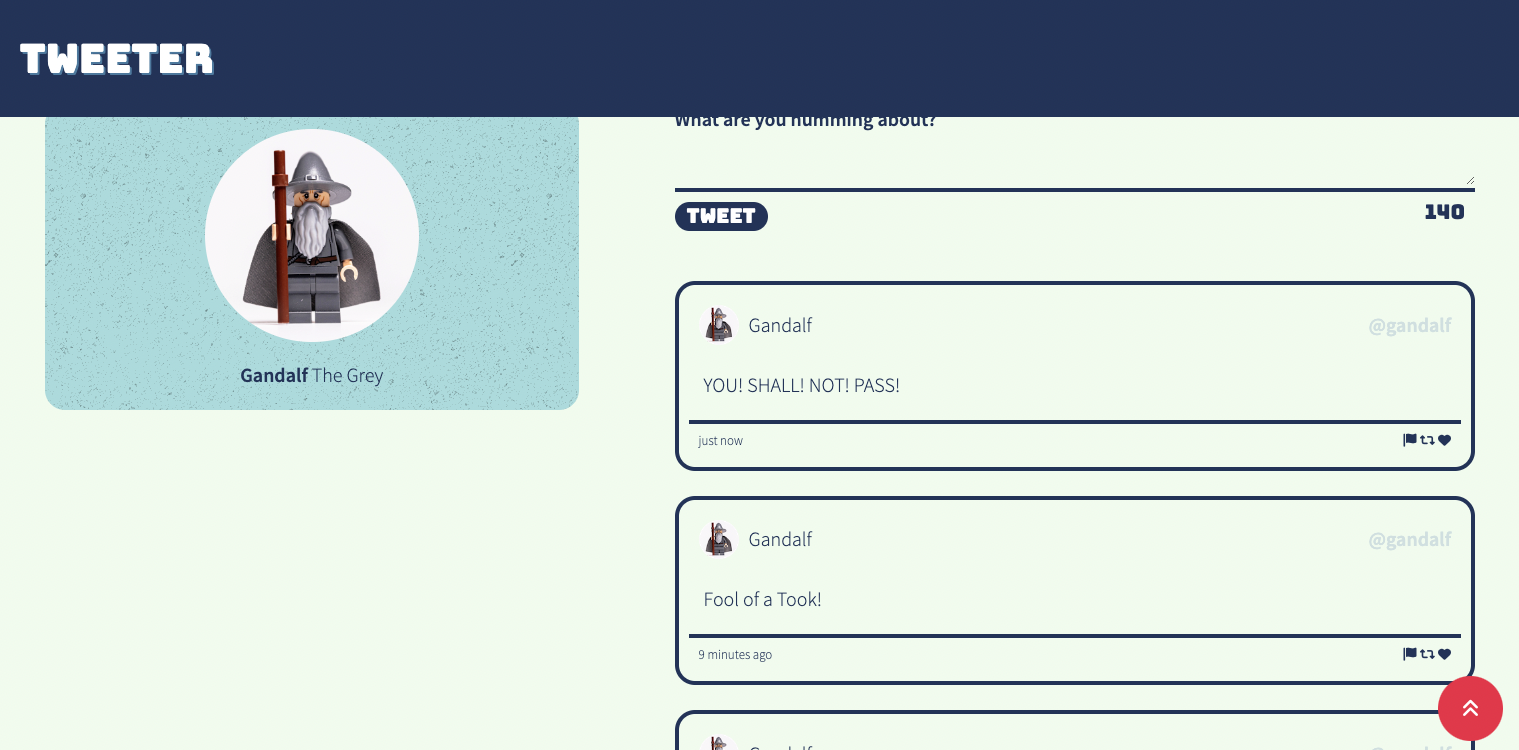 TWEETER
What are you humming about?
TWEET
140
Gandalf The Grey
Gandalf
@gandalf
YOU! SHALL! NOT! PASS!
just now
Gandalf
@gandalf
Fool of a Took!
9 minutes ago